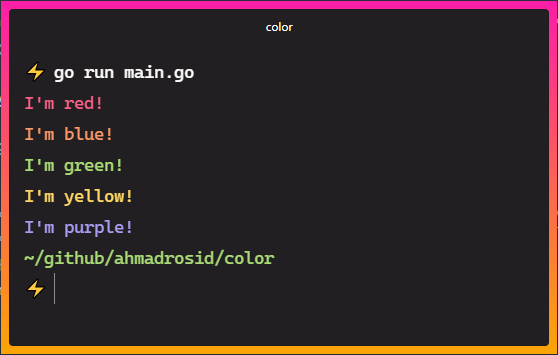 color
⚡ go run main.go
I'm red!
I'm blue!
I'm green!
I'm yellow!
I'm purple!
~/github/ahmadrosid/color
⚡